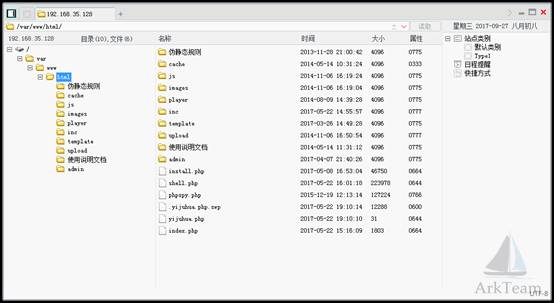 192.168.35.128
/var/www/html/
读取
星期三 2017-09-27 八月初八
192.168.35.128 目录(10),文件(6)
名称 时间 大小 属性
/
var
www
html
伪静态规则
cache
js
images
player
inc
template
upload
使用说明文档
admin
伪静态规则 2013-11-28 21:00:42 4096 0775
cache 2014-05-14 10:31:24 4096 0333
js 2014-11-06 16:19:24 4096 0775
images 2014-11-06 16:19:04 4096 0775
player 2014-08-09 14:39:28 4096 0775
inc 2017-05-22 14:55:57 4096 0777
template 2017-03-26 14:49:28 4096 0775
upload 2014-11-06 16:50:54 4096 0777
使用说明文档 2014-05-14 11:31:12 4096 0775
admin 2017-04-07 21:40:26 4096 0775
install.php 2017-05-08 16:53:04 46750 0664
shell.php 2017-05-22 16:01:18 223978 0644
phpspy.php 2015-12-19 12:13:14 127224 0766
.yijuhua.php.swp 2017-05-22 19:10:14 12288 0600
yijuhua.php 2017-05-22 19:10:10 31 0644
index.php 2017-05-22 15:16:09 1803 0664
站点类别
默认类别
Type1
日程提醒
快捷方式
ArkTeam
UTF-8